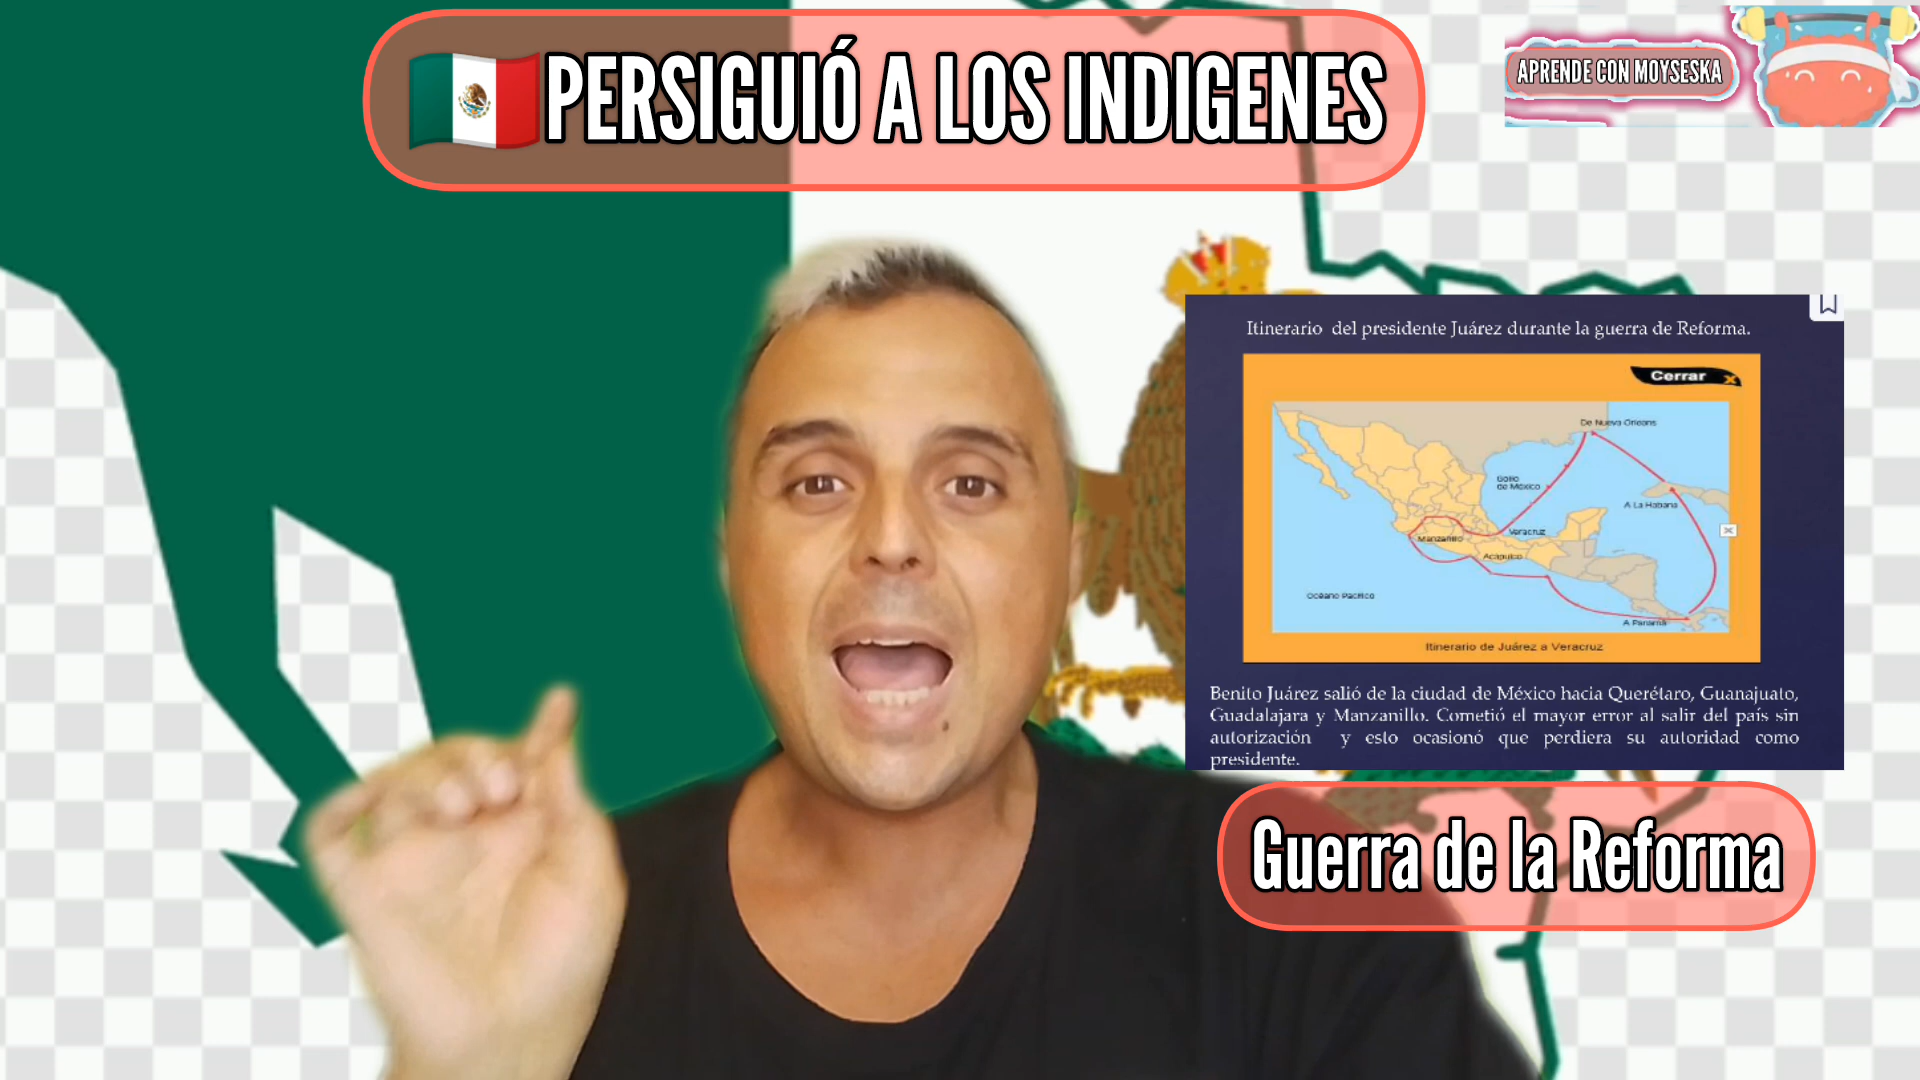 PERSIGUIÓ A LOS INDIGENES
APRENDE CON MOYSESKA
Itinerario del presidente Juárez durante la guerra de Reforma.
Cerrar X
De Nueva Orleans
Golfo
de México
A La Habana
Veracruz
Manzanillo
Acapulco
Océano Pacífico
A Panamá
Itinerario de Juárez a Veracruz
Benito Juárez salió de la ciudad de México hacia Querétaro, Guanajuato,
Guadalajara y Manzanillo. Cometió el mayor error al salir del país sin
autorización y esto ocasionó que perdiera su autoridad como
presidente.
Guerra de la Reforma